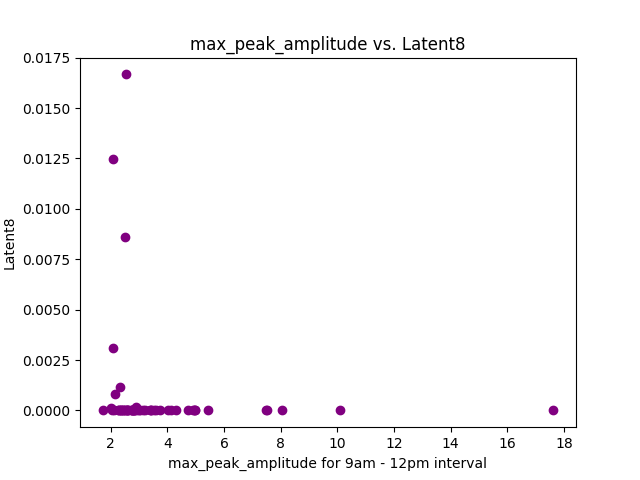 max_peak_amplitude vs. Latent8
0.0175
0.0150
0.0125
0.0100
0.0075
0.0050
0.0025
0.0000
Latent8
2 4 6 8 10 12 14 16 18
max_peak_amplitude for 9am - 12pm interval